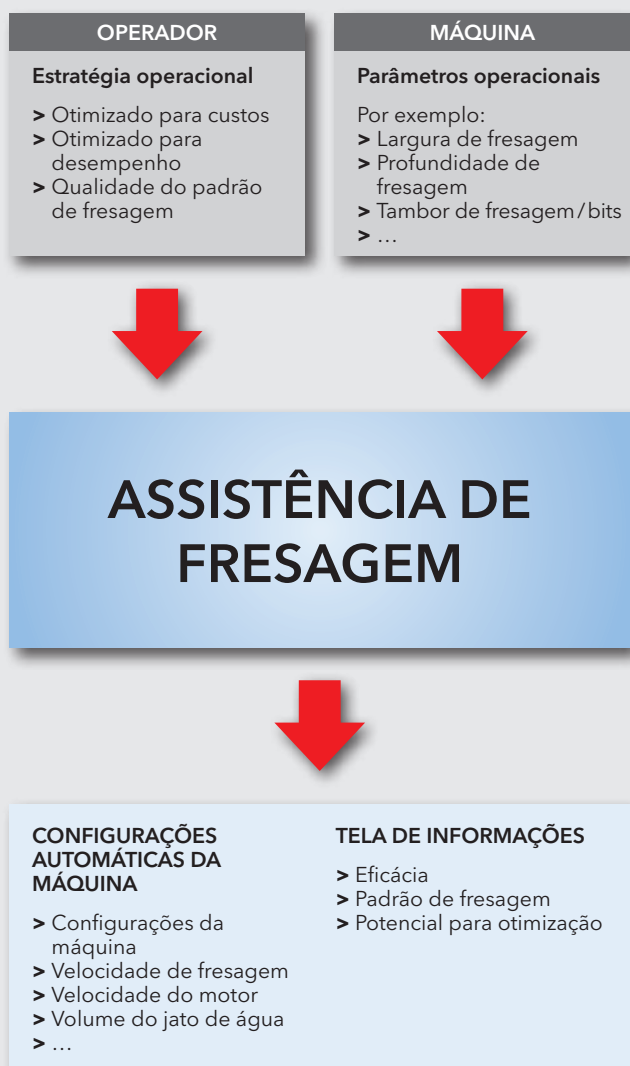 OPERADOR
Estratégia operacional
> Otimizado para custos
> Otimizado para
desempenho
> Qualidade do padrão
de fresagem
MÁQUINA
Parâmetros operacionais
Por exemplo:
> Largura de fresagem
> Profundidade de
fresagem
> Tambor de fresagem / bits
> …
ASSISTÊNCIA DE
FRESAGEM
CONFIGURAÇÕES
AUTOMÁTICAS DA
MÁQUINA
> Configurações da
máquina
> Velocidade de fresagem
> Velocidade do motor
> Volume do jato de água
> …
TELA DE INFORMAÇÕES
> Eficácia
> Padrão de fresagem
> Potencial para otimização